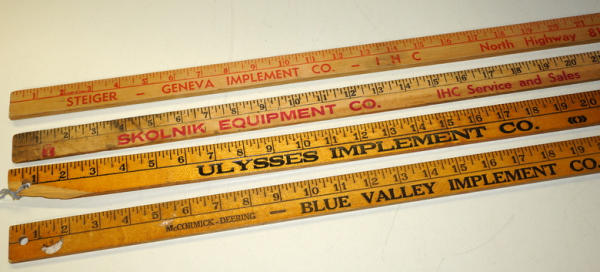 STEIGER - GENEVA IMPLEMENT CO. - I H C North Highway 81
SKOLNIK EQUIPMENT CO. IHC Service and Sales
ULYSSES IMPLEMENT CO.
McCORMICK-DEERING - BLUE VALLEY IMPLEMENT CO.